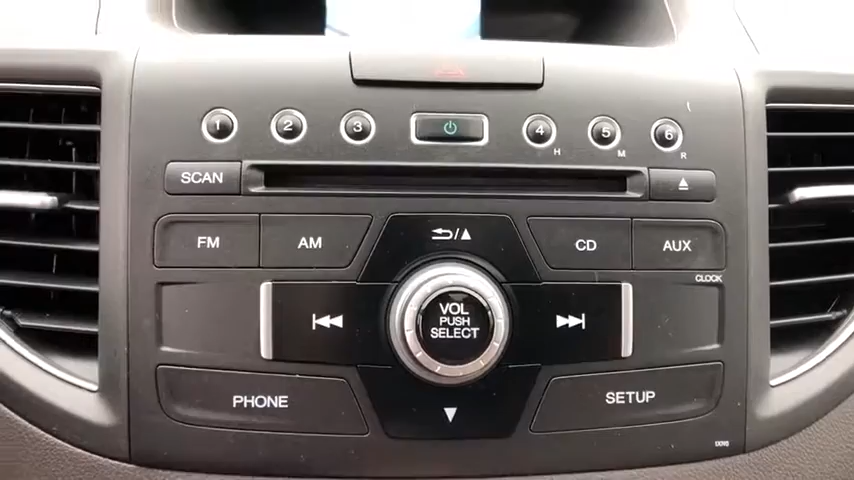 1 2 3 4 5 6
H M R
SCAN
FM AM CD AUX
CLOCK
VOL
PUSH
SELECT
PHONE SETUP